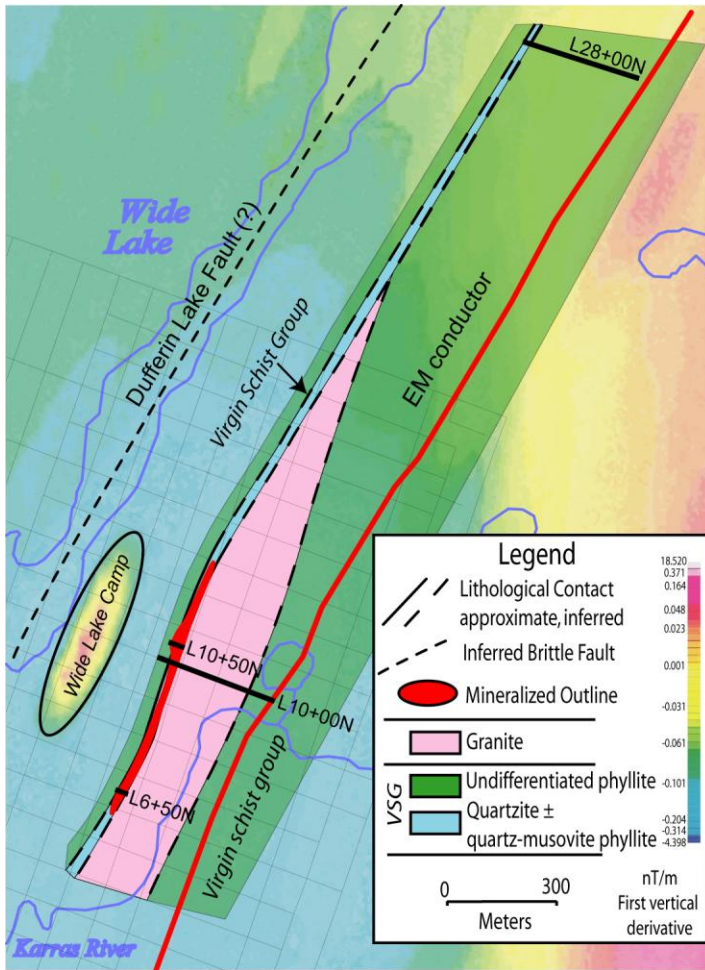 L28+00N
Wide
Lake
Dufferin Lake Fault (?)
Virgin Schist Group
EM conductor
Wide Lake Camp
L10+50N
L10+00N
L6+50N
Virgin schist group
Karras River
Legend
Lithological Contact
approximate, inferred
Inferred Brittle Fault
Mineralized Outline
Granite
VSG
Undifferentiated phyllite
Quartzite ±
quartz-musovite phyllite
0 300
Meters
18.520
0.371
0.164
0.048
0.023
0.001
-0.031
-0.061
-0.101
-0.204
-0.314
-4.398
nT/m
First vertical
derivative